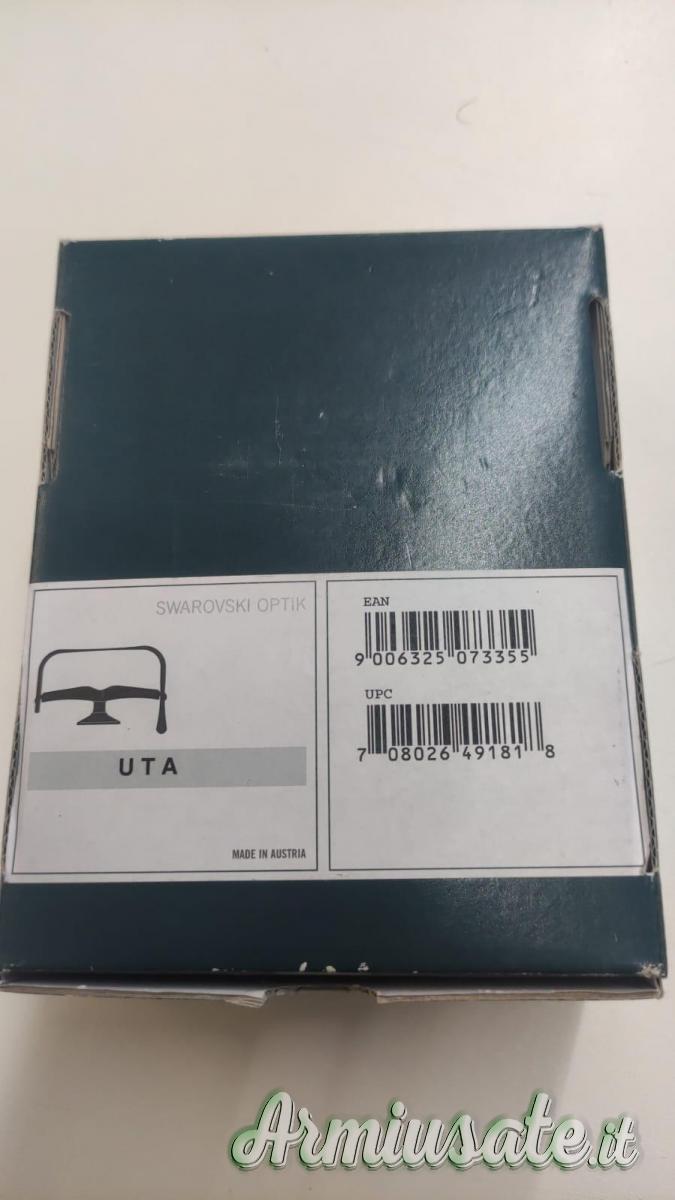 SWAROVSKI OPTIK
UTA
MADE IN AUSTRIA
EAN
9 006325 073355
UPC
7 08026 49181 8
Armiusate.it